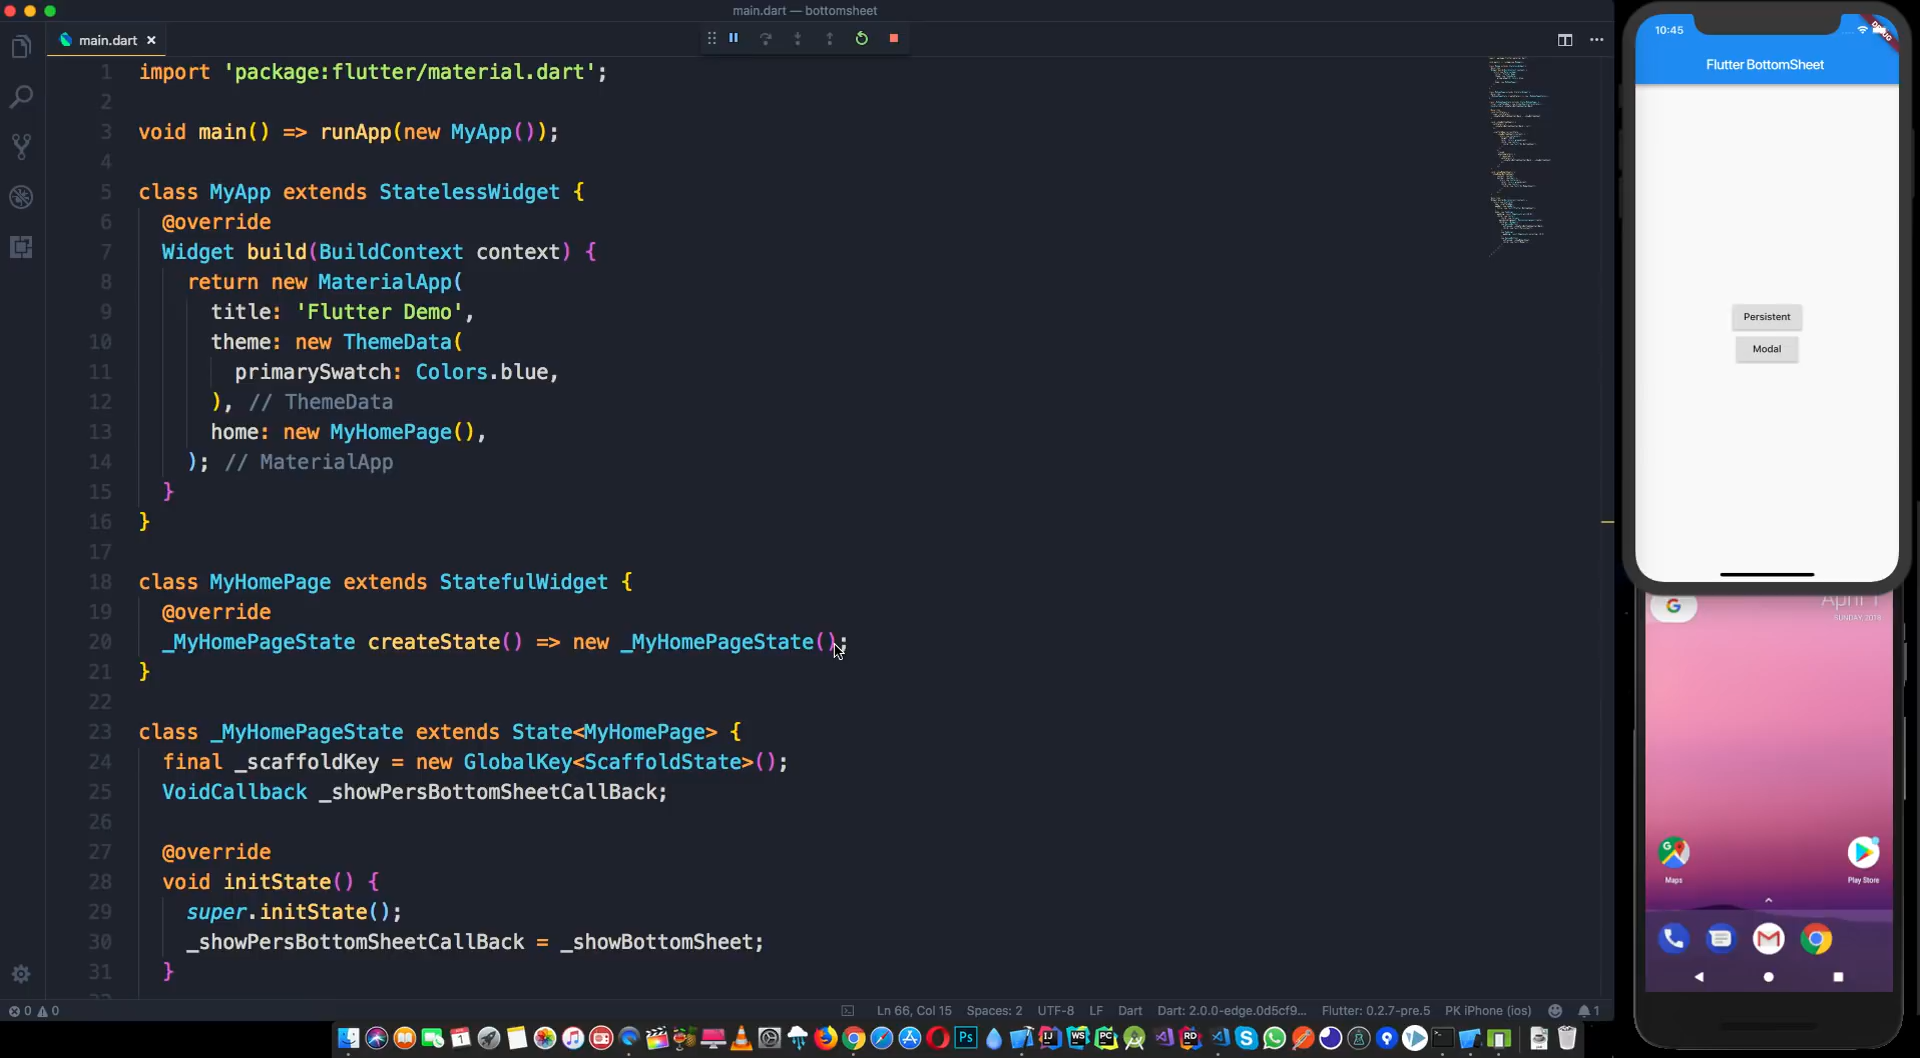 main.dart — bottomsheet
main.dart
1 import 'package:flutter/material.dart';
2
3 void main() => runApp(new MyApp());
4
5 class MyApp extends StatelessWidget {
6 @override
7 Widget build(BuildContext context) {
8 return new MaterialApp(
9 title: 'Flutter Demo',
10 theme: new ThemeData(
11 primarySwatch: Colors.blue,
12 ), // ThemeData
13 home: new MyHomePage(),
14 ); // MaterialApp
15 }
16 }
17
18 class MyHomePage extends StatefulWidget {
19 @override
20 _MyHomePageState createState() => new _MyHomePageState();
21 }
22
23 class _MyHomePageState extends State<MyHomePage> {
24 final _scaffoldKey = new GlobalKey<ScaffoldState>();
25 VoidCallback _showPersBottomSheetCallBack;
26
27 @override
28 void initState() {
29 super.initState();
30 _showPersBottomSheetCallBack = _showBottomSheet;
31 }
0 0 Ln 66, Col 15 Spaces: 2 UTF-8 LF Dart Dart: 2.0.0-edge.0d5cf9... Flutter: 0.2.7-pre.5 PK iPhone (ios) 1
10:45
DEBUG
Flutter BottomSheet
Persistent
Modal
G
April 1
SUNDAY, 2018
Maps
Play Store
Ps